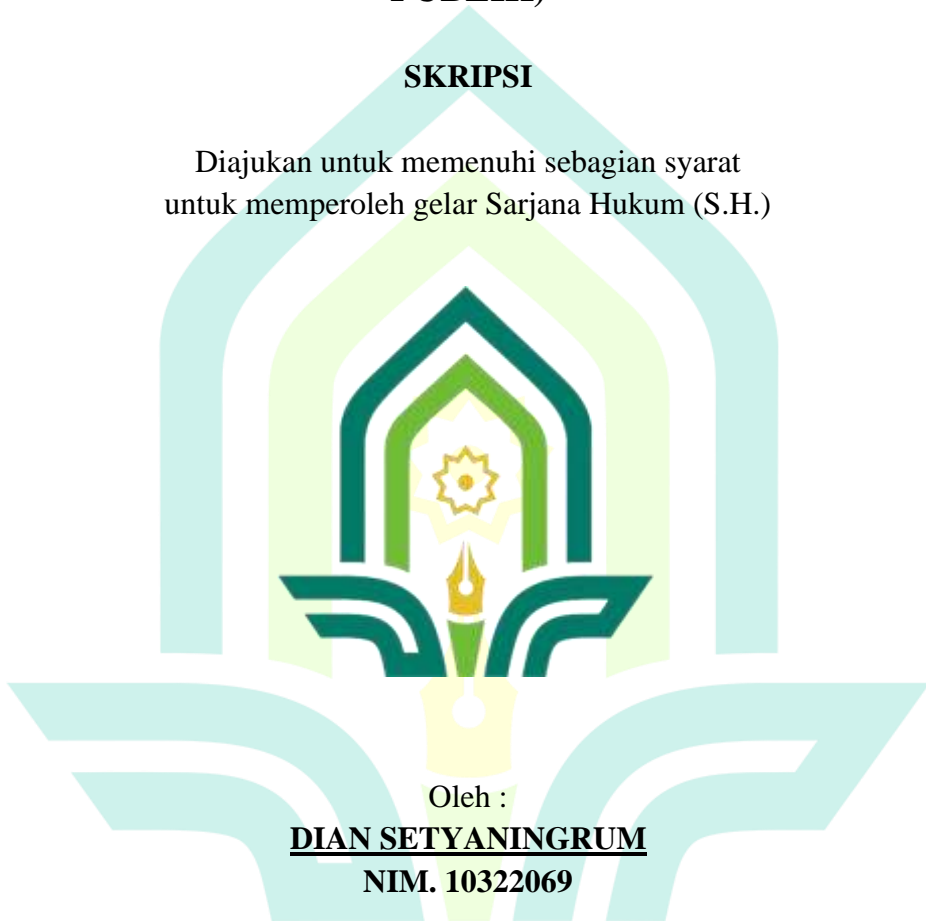 SKRIPSI
Diajukan untuk memenuhi sebagian syarat
untuk memperoleh gelar Sarjana Hukum (S.H.)
Oleh :
DIAN SETYANINGRUM
NIM. 10322069